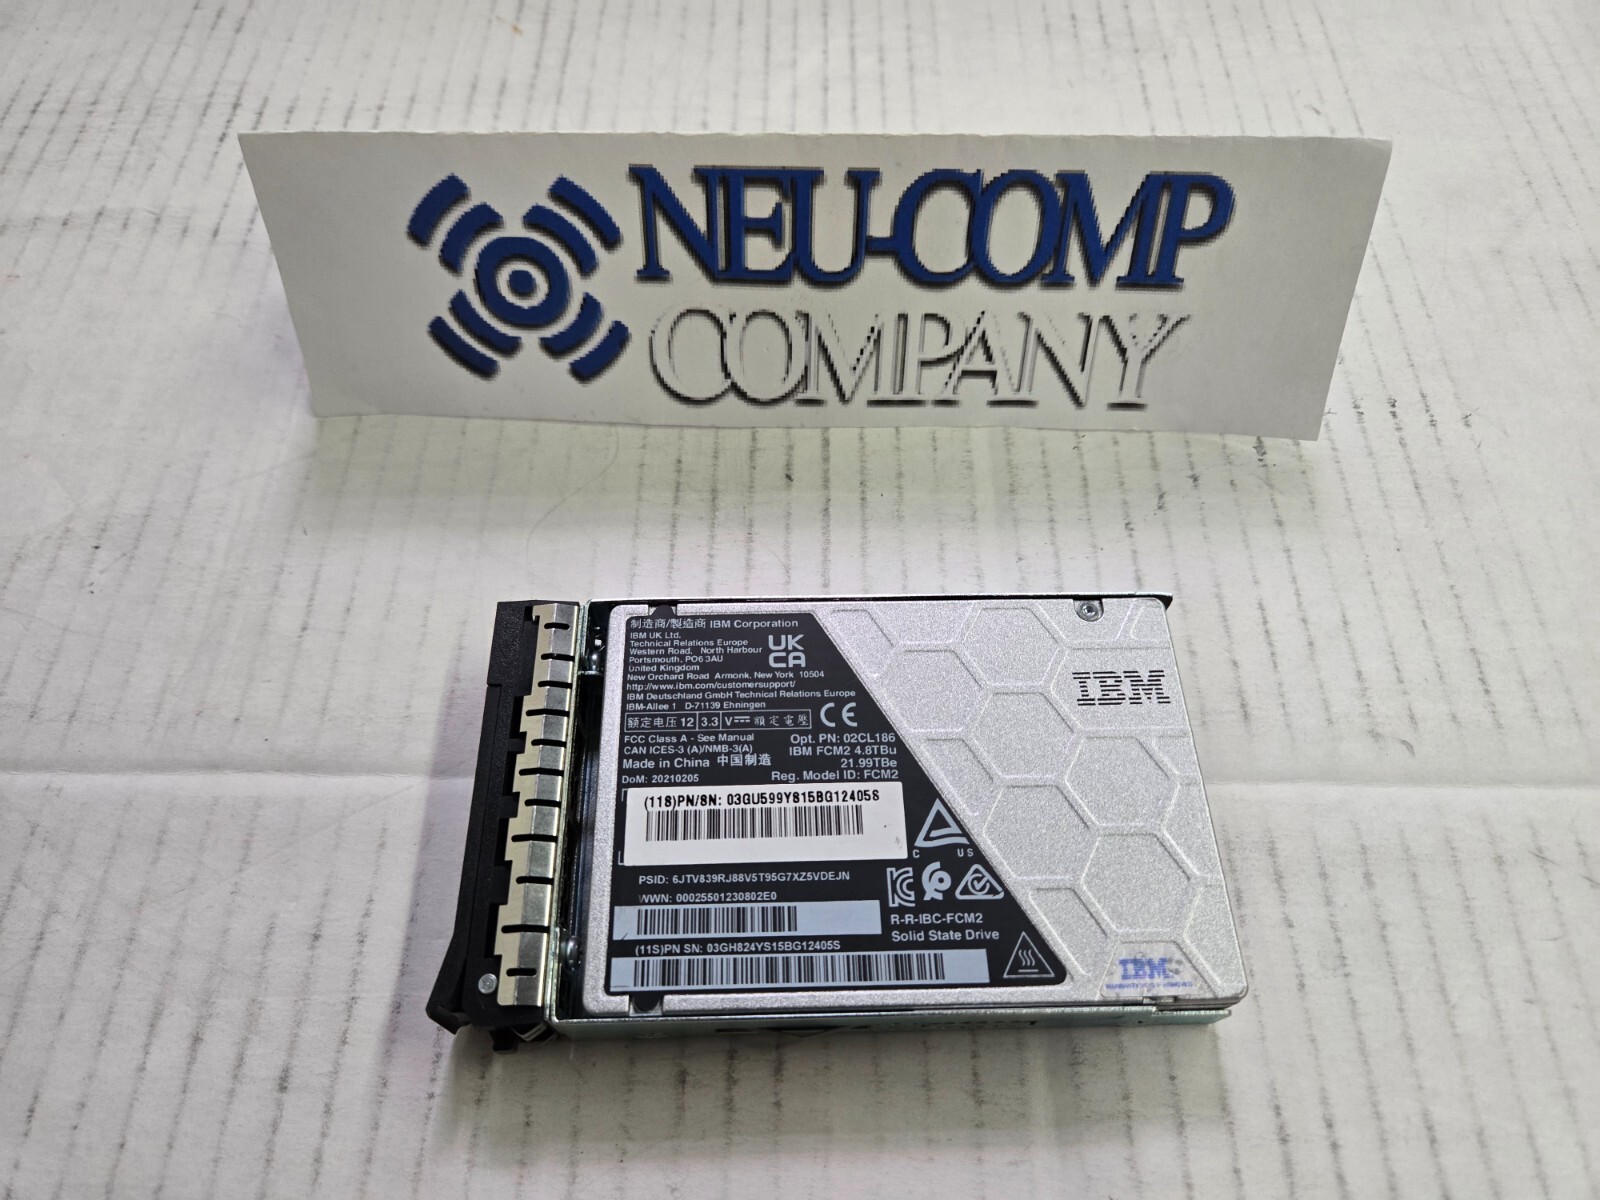 NEU-COMP
COMPANY
制造商/製造商 IBM Corporation
IBM UK Ltd.
Technical Relations Europe
Western Road, North Harbour
Portsmouth, PO6 3AU
United Kingdom
UK
CA
New Orchard Road Armonk, New York 10504
http://www.ibm.com/customersupport/
IBM Deutschland GmbH Technical Relations Europe
IBM-Allee 1 D-71139 Ehningen
额定电压 12 3.3 V 額定電壓 CE
FCC Class A - See Manual
CAN ICES-3 (A)/NMB-3(A)
Made in China 中国制造
DoM: 20210205
Opt. PN: 02CL186
IBM FCM2 4.8TBu
21.99TBe
Reg. Model ID: FCM2
(11S)PN/SN: 03GU599YS15BG12405S
C US
PSID: 6JTV839RJ88V5T95G7XZ5VDEJN
WWN: 00025501230802E0
R-R-IBC-FCM2
Solid State Drive
(11S)PN SN: 03GH824YS15BG12405S
IBM
IBM